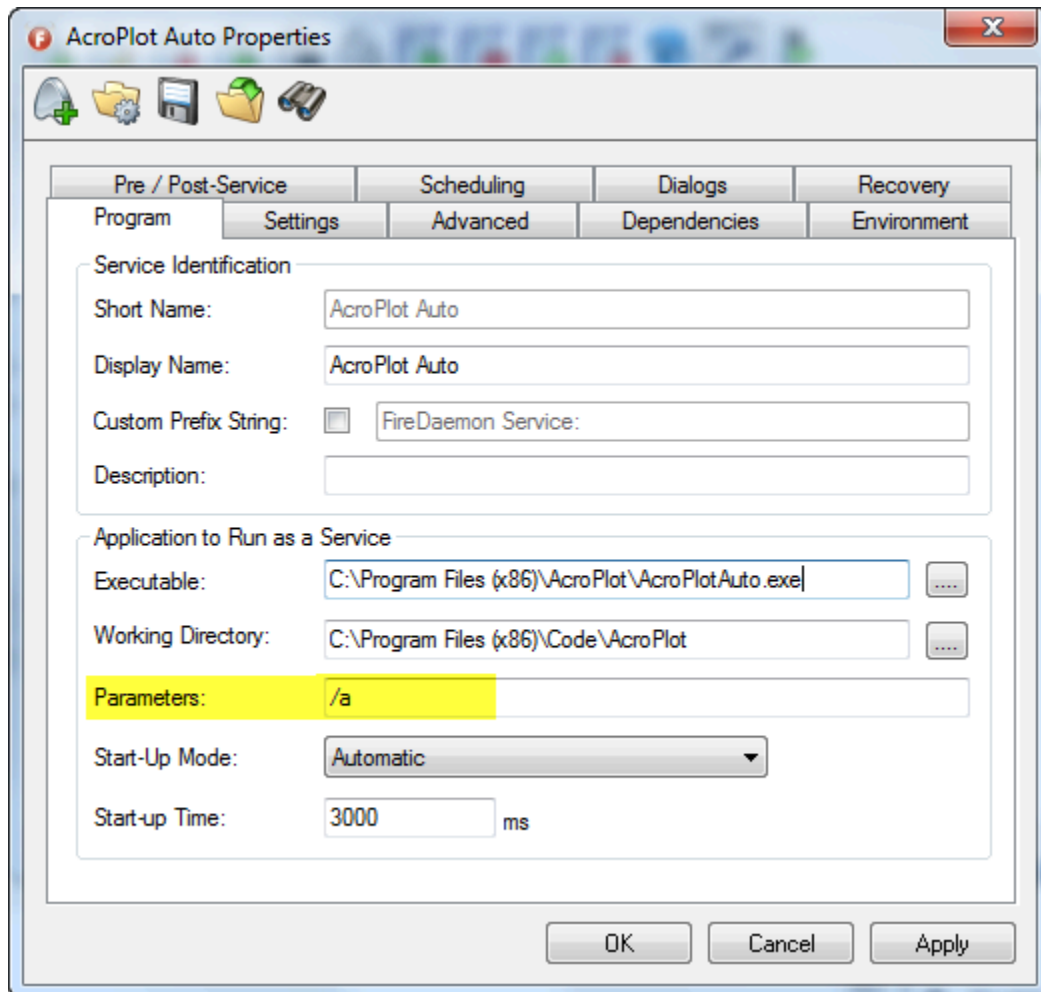 AcroPlot Auto Properties
Pre / Post-Service Scheduling Dialogs Recovery
Program Settings Advanced Dependencies Environment
Service Identification
Short Name: AcroPlot Auto
Display Name: AcroPlot Auto
Custom Prefix String: FireDaemon Service:
Description:
Application to Run as a Service
Executable: C:\Program Files (x86)\AcroPlot\AcroPlotAuto.exe ....
Working Directory: C:\Program Files (x86)\Code\AcroPlot ....
Parameters: /a
Start-Up Mode: Automatic
Start-up Time: 3000 ms
OK Cancel Apply